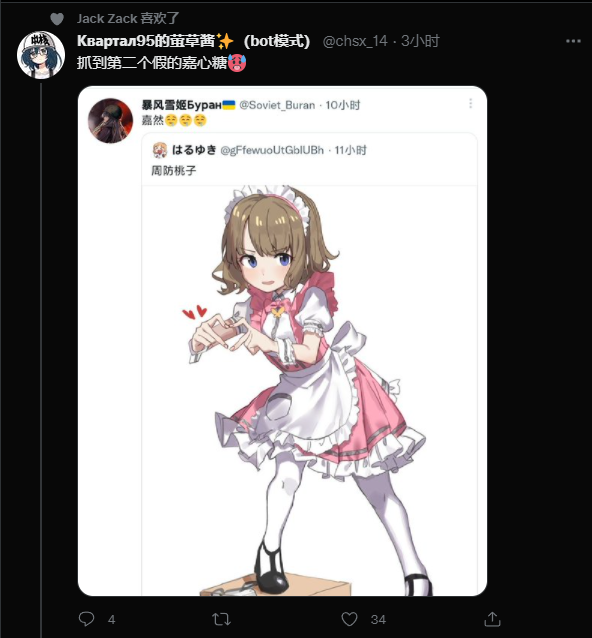 Jack Zack 喜欢了
Квартал95的萤草酱✨（bot模式） @chsx_14 · 3小时
抓到第二个假的嘉心糖🥵
暴风雪姬Буран🇺🇦 @Soviet_Buran · 10小时
嘉然☺️☺️☺️
はるゆき @gFfewuoUtGbIUBh · 11小时
周防桃子
4
34